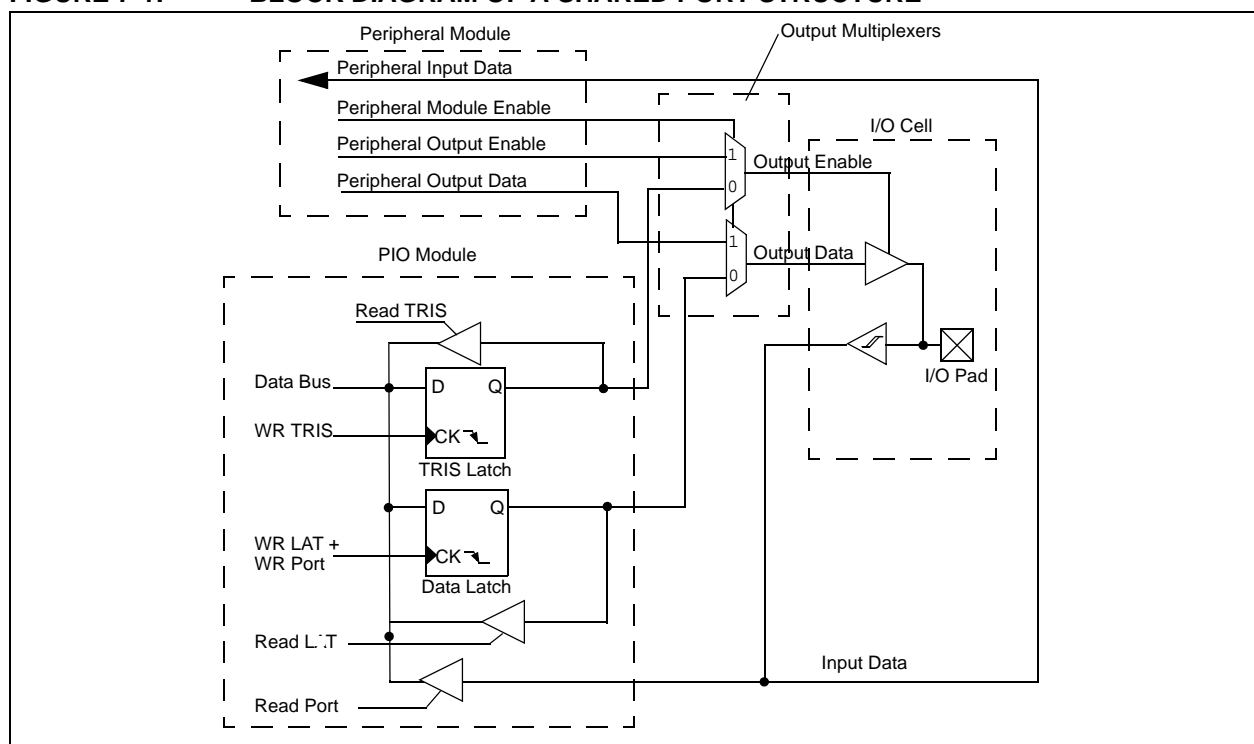 Peripheral Module
Output Multiplexers
Peripheral Input Data
Peripheral Module Enable
I/O Cell
Peripheral Output Enable
1
Output Enable
Peripheral Output Data
0
1
PIO Module
Output Data
0
Read TRIS
I/O Pad
Data Bus
D
Q
WR TRIS
CK
TRIS Latch
D
Q
WR LAT +
WR Port
CK
Data Latch
Read
Input Data
Read Port